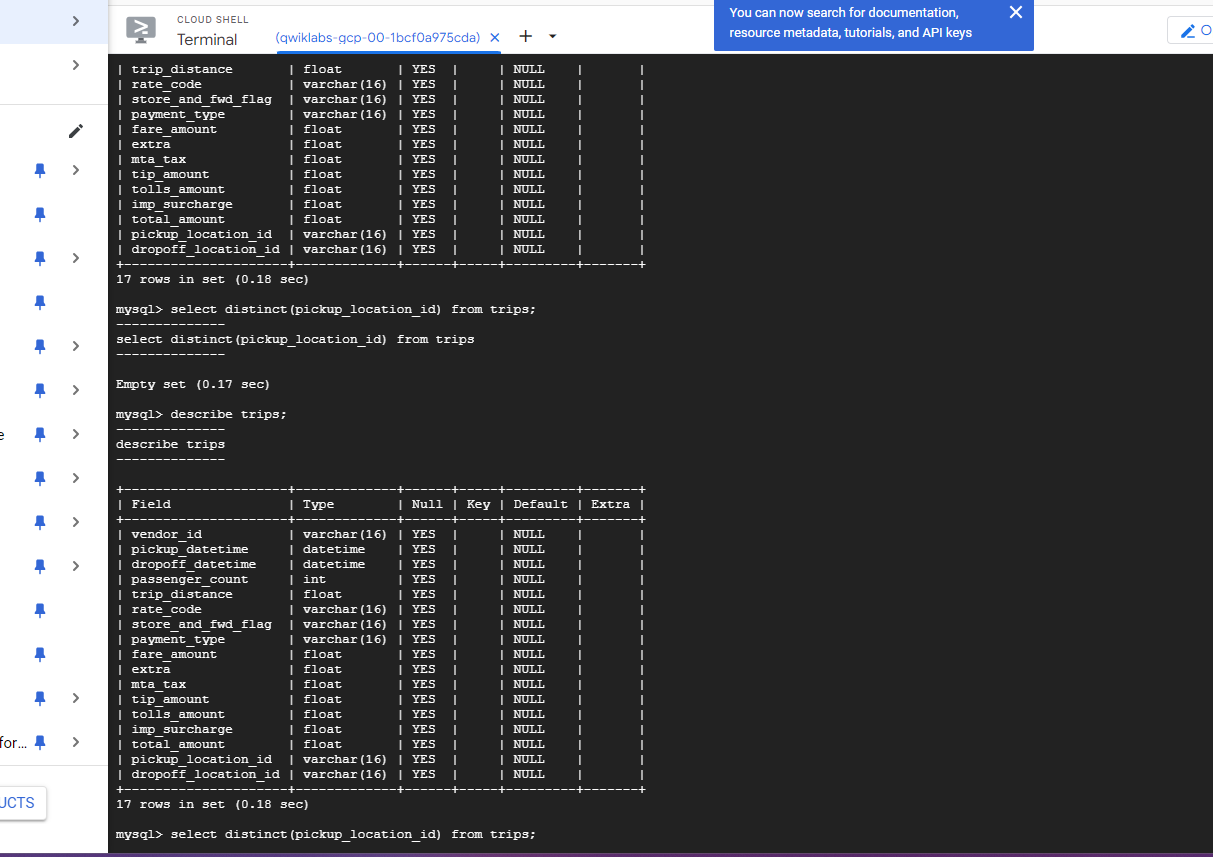 CLOUD SHELL
Terminal
(qwiklabs-gcp-00-1bcf0a975cda) × +
You can now search for documentation,
resource metadata, tutorials, and API keys
O
e
for...
UCTS
| trip_distance | float | YES | | NULL | |
| rate_code | varchar(16) | YES | | NULL | |
| store_and_fwd_flag | varchar(16) | YES | | NULL | |
| payment_type | varchar(16) | YES | | NULL | |
| fare_amount | float | YES | | NULL | |
| extra | float | YES | | NULL | |
| mta_tax | float | YES | | NULL | |
| tip_amount | float | YES | | NULL | |
| tolls_amount | float | YES | | NULL | |
| imp_surcharge | float | YES | | NULL | |
| total_amount | float | YES | | NULL | |
| pickup_location_id | varchar(16) | YES | | NULL | |
| dropoff_location_id | varchar(16) | YES | | NULL | |
+---------------------+-------------+------+-----+---------+-------+
17 rows in set (0.18 sec)
mysql> select distinct(pickup_location_id) from trips;
--------------
select distinct(pickup_location_id) from trips
--------------
Empty set (0.17 sec)
mysql> describe trips;
--------------
describe trips
--------------
+---------------------+-------------+------+-----+---------+-------+
| Field | Type | Null | Key | Default | Extra |
+---------------------+-------------+------+-----+---------+-------+
| vendor_id | varchar(16) | YES | | NULL | |
| pickup_datetime | datetime | YES | | NULL | |
| dropoff_datetime | datetime | YES | | NULL | |
| passenger_count | int | YES | | NULL | |
| trip_distance | float | YES | | NULL | |
| rate_code | varchar(16) | YES | | NULL | |
| store_and_fwd_flag | varchar(16) | YES | | NULL | |
| payment_type | varchar(16) | YES | | NULL | |
| fare_amount | float | YES | | NULL | |
| extra | float | YES | | NULL | |
| mta_tax | float | YES | | NULL | |
| tip_amount | float | YES | | NULL | |
| tolls_amount | float | YES | | NULL | |
| imp_surcharge | float | YES | | NULL | |
| total_amount | float | YES | | NULL | |
| pickup_location_id | varchar(16) | YES | | NULL | |
| dropoff_location_id | varchar(16) | YES | | NULL | |
+---------------------+-------------+------+-----+---------+-------+
17 rows in set (0.18 sec)
mysql> select distinct(pickup_location_id) from trips;